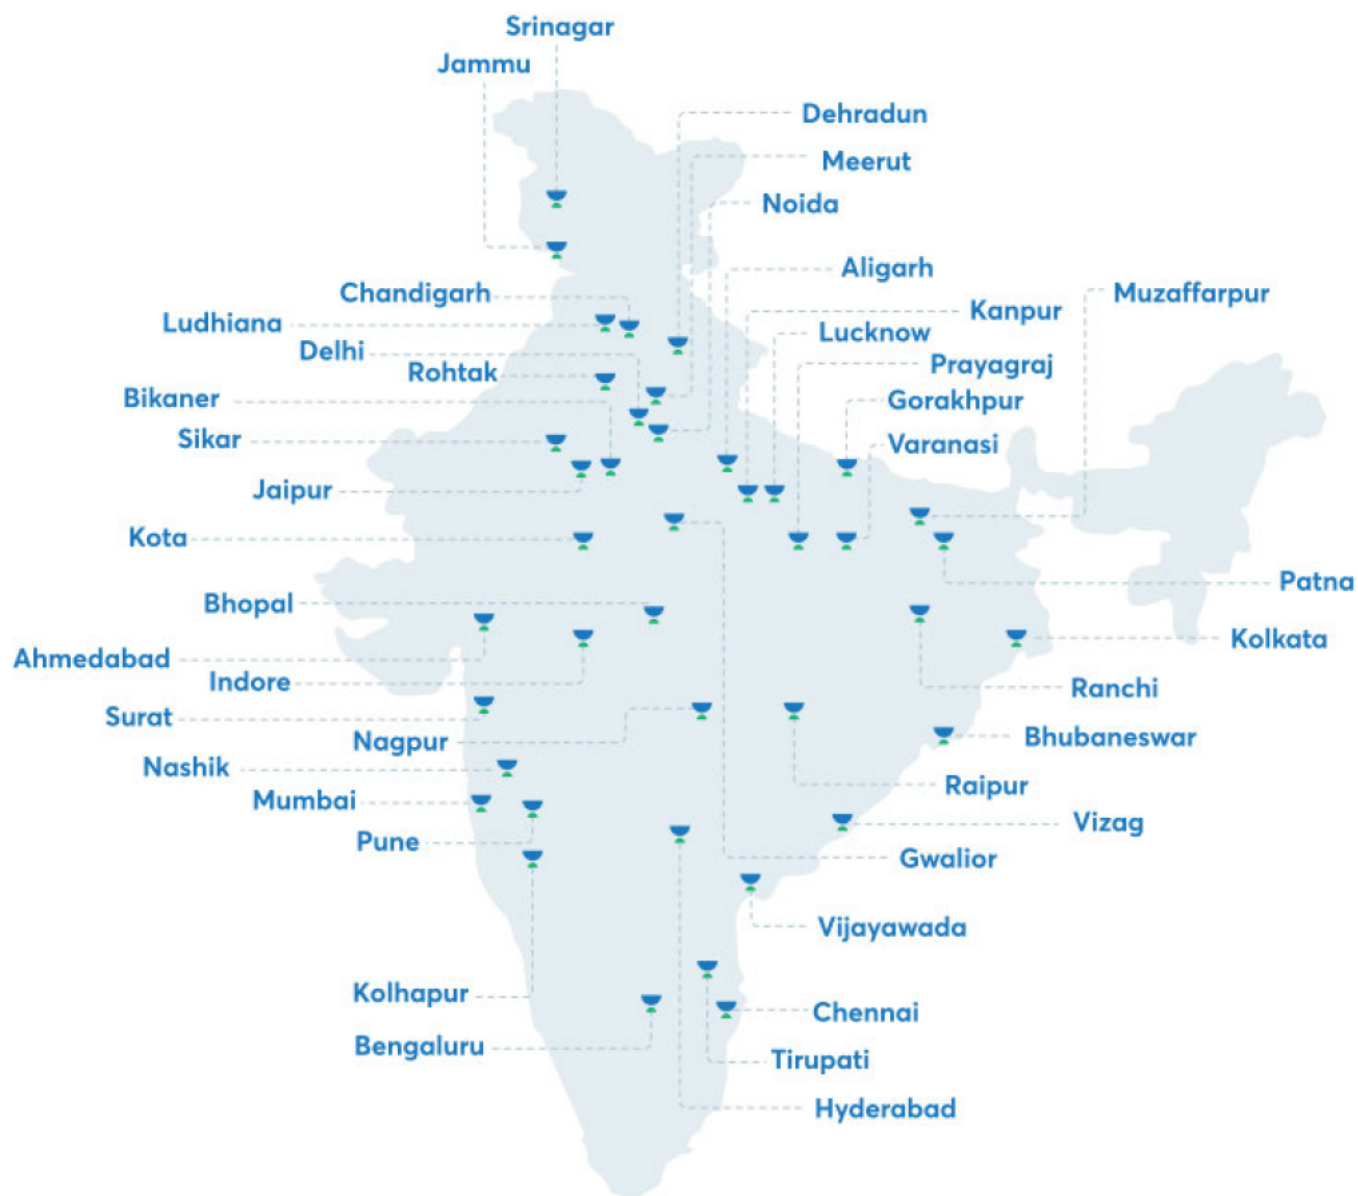 Srinagar
Jammu
Dehradun
Meerut
Noida
Aligarh
Chandigarh
Muzaffarpur
Kanpur
Ludhiana
Lucknow
Delhi
Prayagraj
Rohtak
Bikaner
Gorakhpur
Sikar
Varanasi
Jaipur
Kota
Patna
Bhopal
Kolkata
Ahmedabad
Indore
Ranchi
Surat
Bhubaneswar
Nagpur
Nashik
Raipur
Mumbai
Vizag
Pune
Gwalior
Vijayawada
Kolhapur
Chennai
Bengaluru
Tirupati
Hyderabad